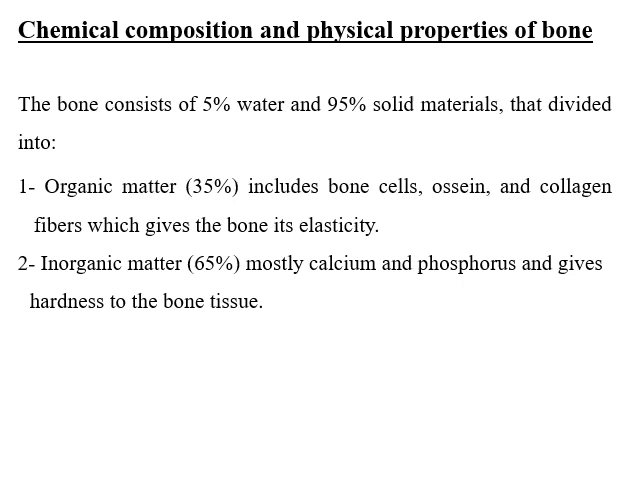 Chemical composition and physical properties of bone
The bone consists of 5% water and 95% solid materials, that divided
into:
1- Organic matter (35%) includes bone cells, ossein, and collagen
fibers which gives the bone its elasticity.
2- Inorganic matter (65%) mostly calcium and phosphorus and gives
hardness to the bone tissue.